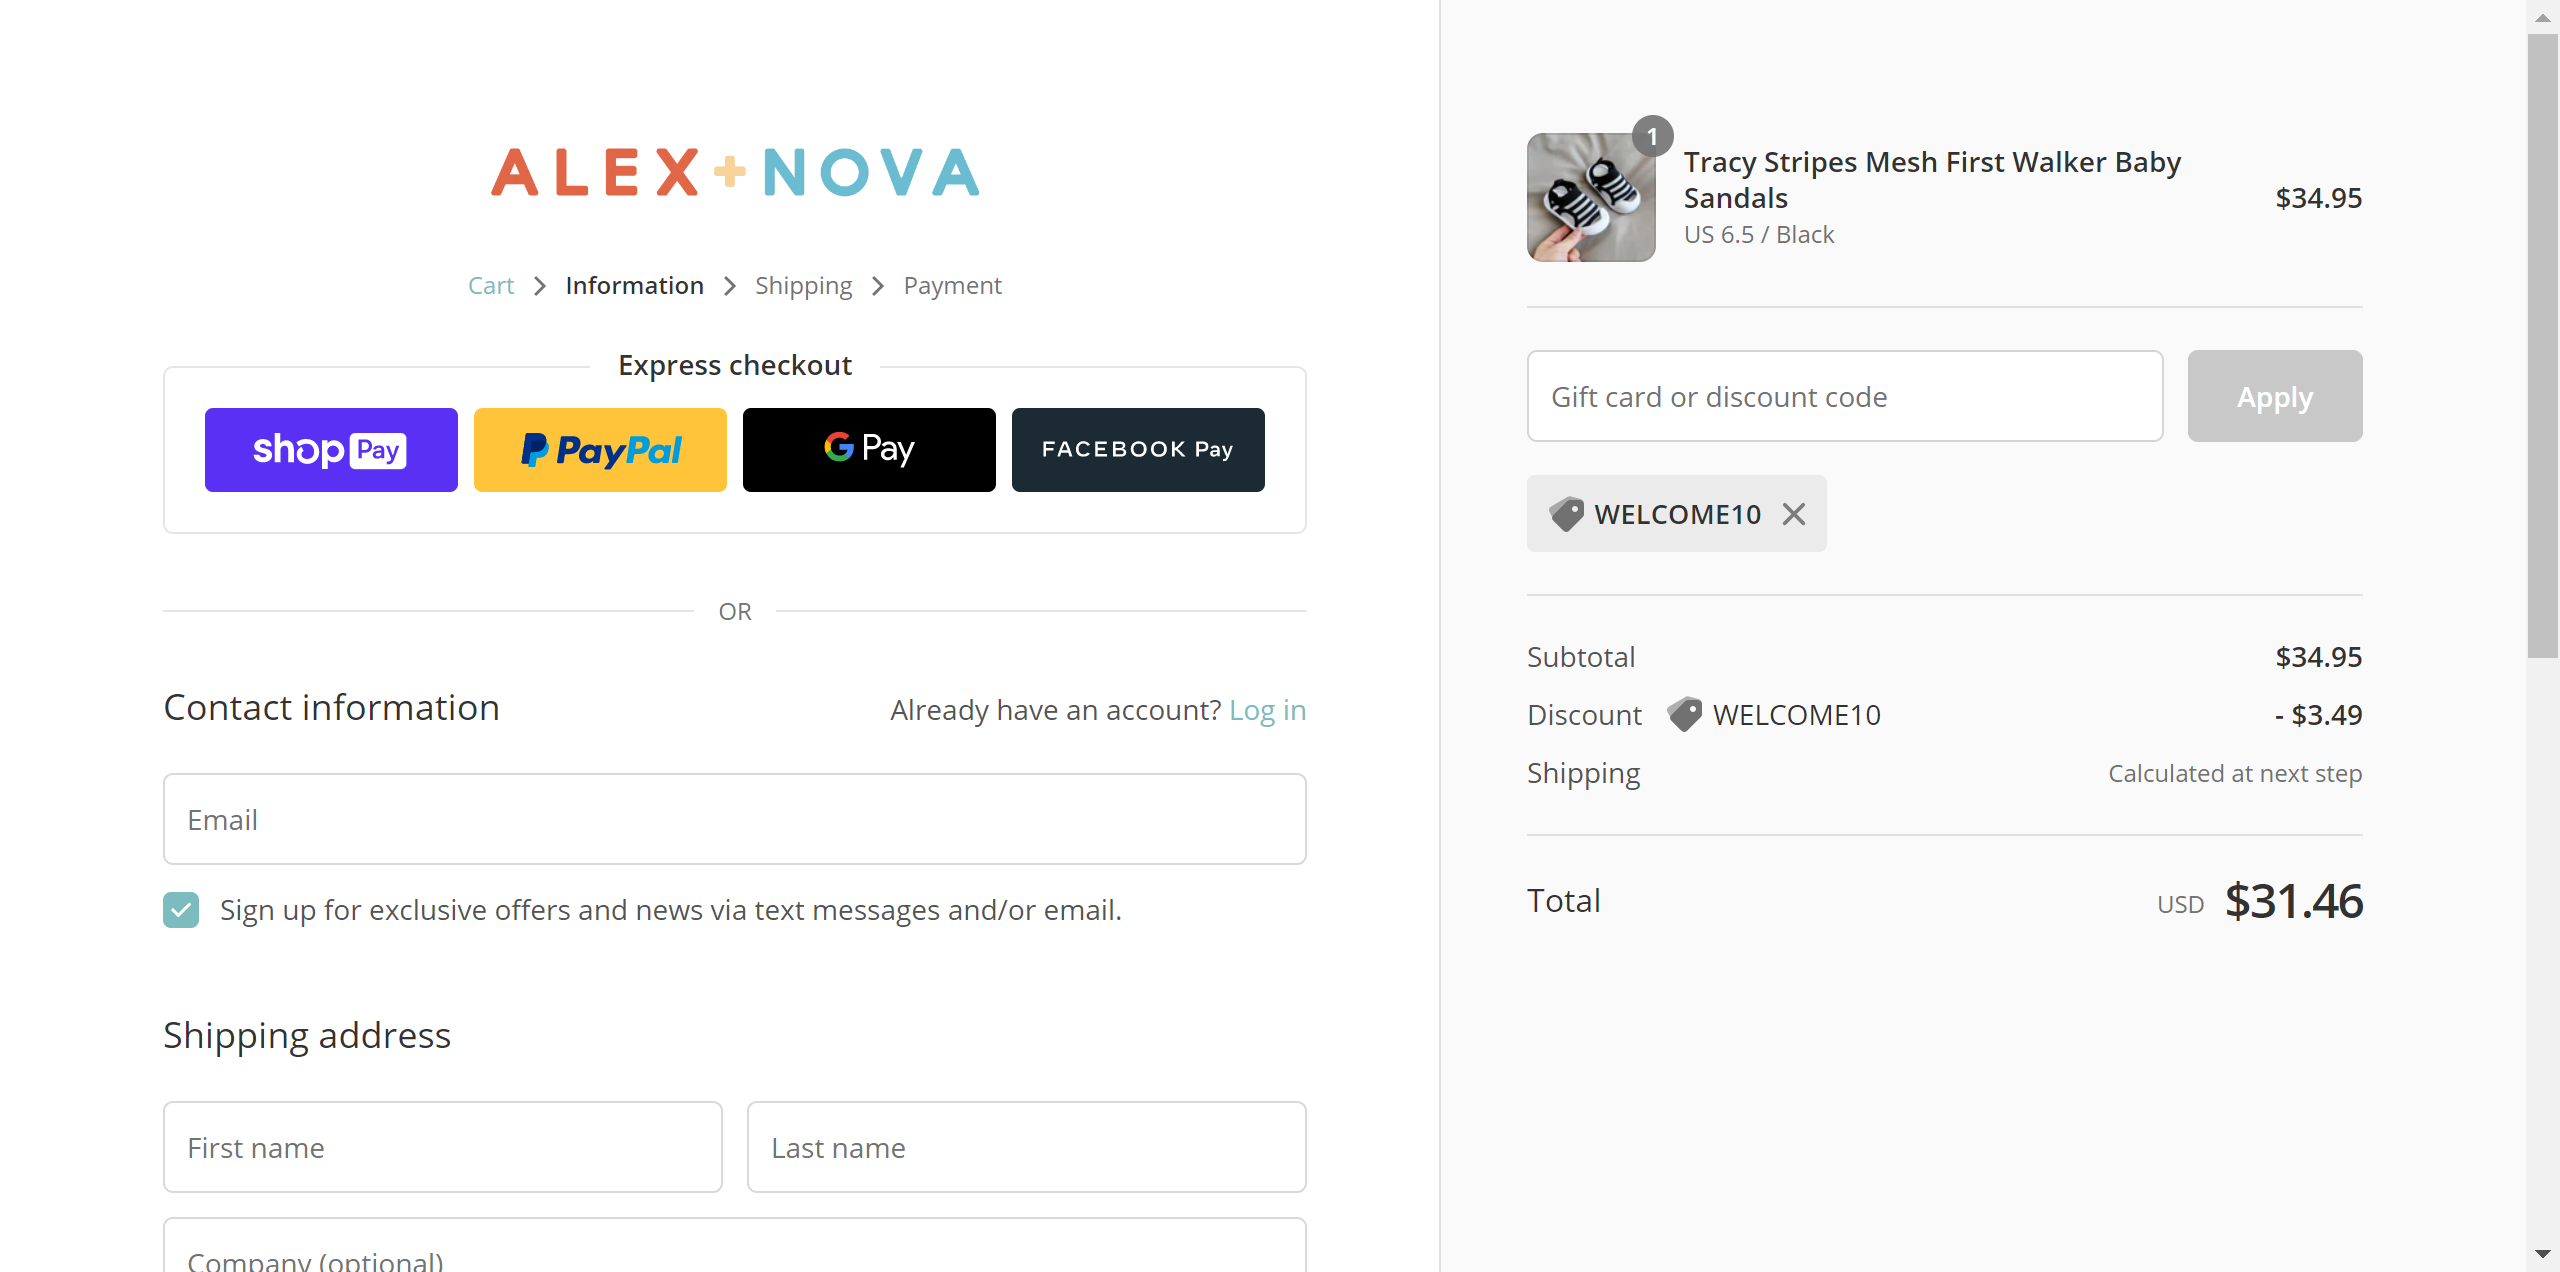 ALEX+NOVA
Cart > Information > Shipping > Payment
Express checkout
shop Pay
PayPal
G Pay
FACEBOOK Pay
OR
Contact information
Already have an account? Log in
Email
Sign up for exclusive offers and news via text messages and/or email.
Shipping address
First name
Last name
Company (optional)
1
Tracy Stripes Mesh First Walker Baby
Sandals
US 6.5 / Black
$34.95
Gift card or discount code
Apply
WELCOME10
Subtotal $34.95
Discount WELCOME10 - $3.49
Shipping Calculated at next step
Total USD $31.46